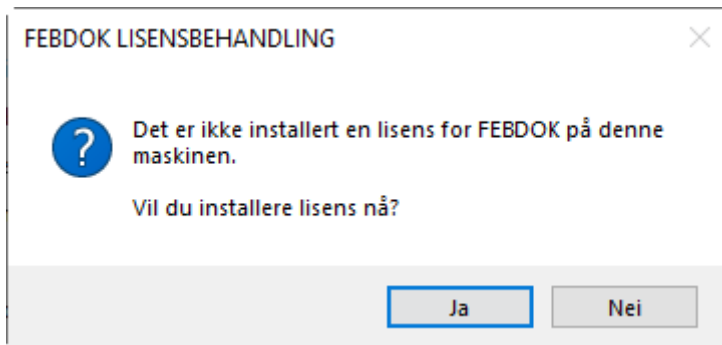 FEBDOK LISENSBEHANDLING
Det er ikke installert en lisens for FEBDOK på denne
maskinen.
Vil du installere lisens nå?
Ja
Nei